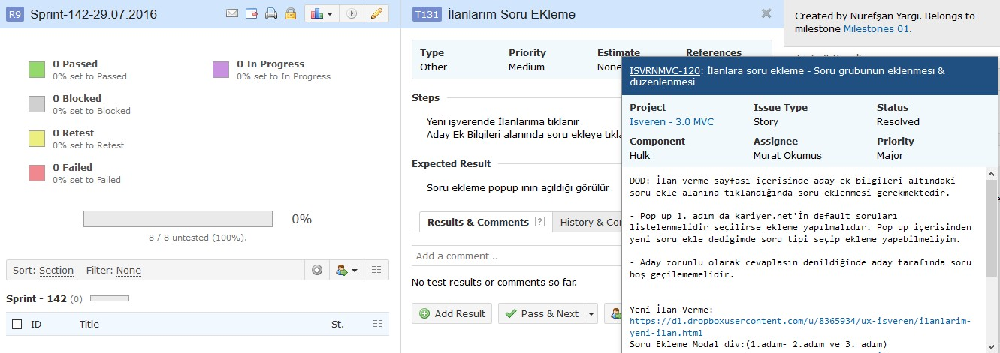 R9 Sprint-142-29.07.2016
0 Passed
0% set to Passed
0 In Progress
0% set to In Progress
0 Blocked
0% set to Blocked
0 Retest
0% set to Retest
0 Failed
0% set to Failed
0%
8 / 8 untested (100%).
Sort: Section Filter: None
Sprint - 142 (0)
ID Title St.
T131 İlanlarım Soru EKleme
Type Priority Estimate References
Other Medium None
Steps
Yeni işverende İlanlarıma tıklanır
Aday Ek Bilgileri alanında soru ekleye tıkla
Expected Result
Soru ekleme popup ının açıldığı görülür
Results & Comments ? History & Con
Add a comment ..
No test results or comments so far.
Add Result Pass & Next
Created by Nurefşan Yargı. Belongs to
milestone Milestones 01.
ISVRNMVC-120: İlanlara soru ekleme - Soru grubunun eklenmesi &
düzenlenmesi
Project Issue Type Status
Isveren - 3.0 MVC Story Resolved
Component Assignee Priority
Hulk Murat Okumuş Major
DOD: İlan verme sayfası içerisinde aday ek bilgileri altındaki
soru ekle alanına tıklandığında soru eklenmesi gerekmektedir.
- Pop up 1. adım da kariyer.net'İn default soruları
listelenmelidir seçilirse ekleme yapılmalıdır. Pop up içerisinden
yeni soru ekle dedigimde soru tipi seçip ekleme yapabilmeliyim.
- Aday zorunlu olarak cevaplasın denildiğinde aday tarafında soru
boş geçilememelidir.
Yeni İlan Verme:
https://dl.dropboxusercontent.com/u/8365934/ux-isveren/ilanlarim-
yeni-ilan.html
Soru Ekleme Modal div:(1.adım- 2.adım ve 3. adım)